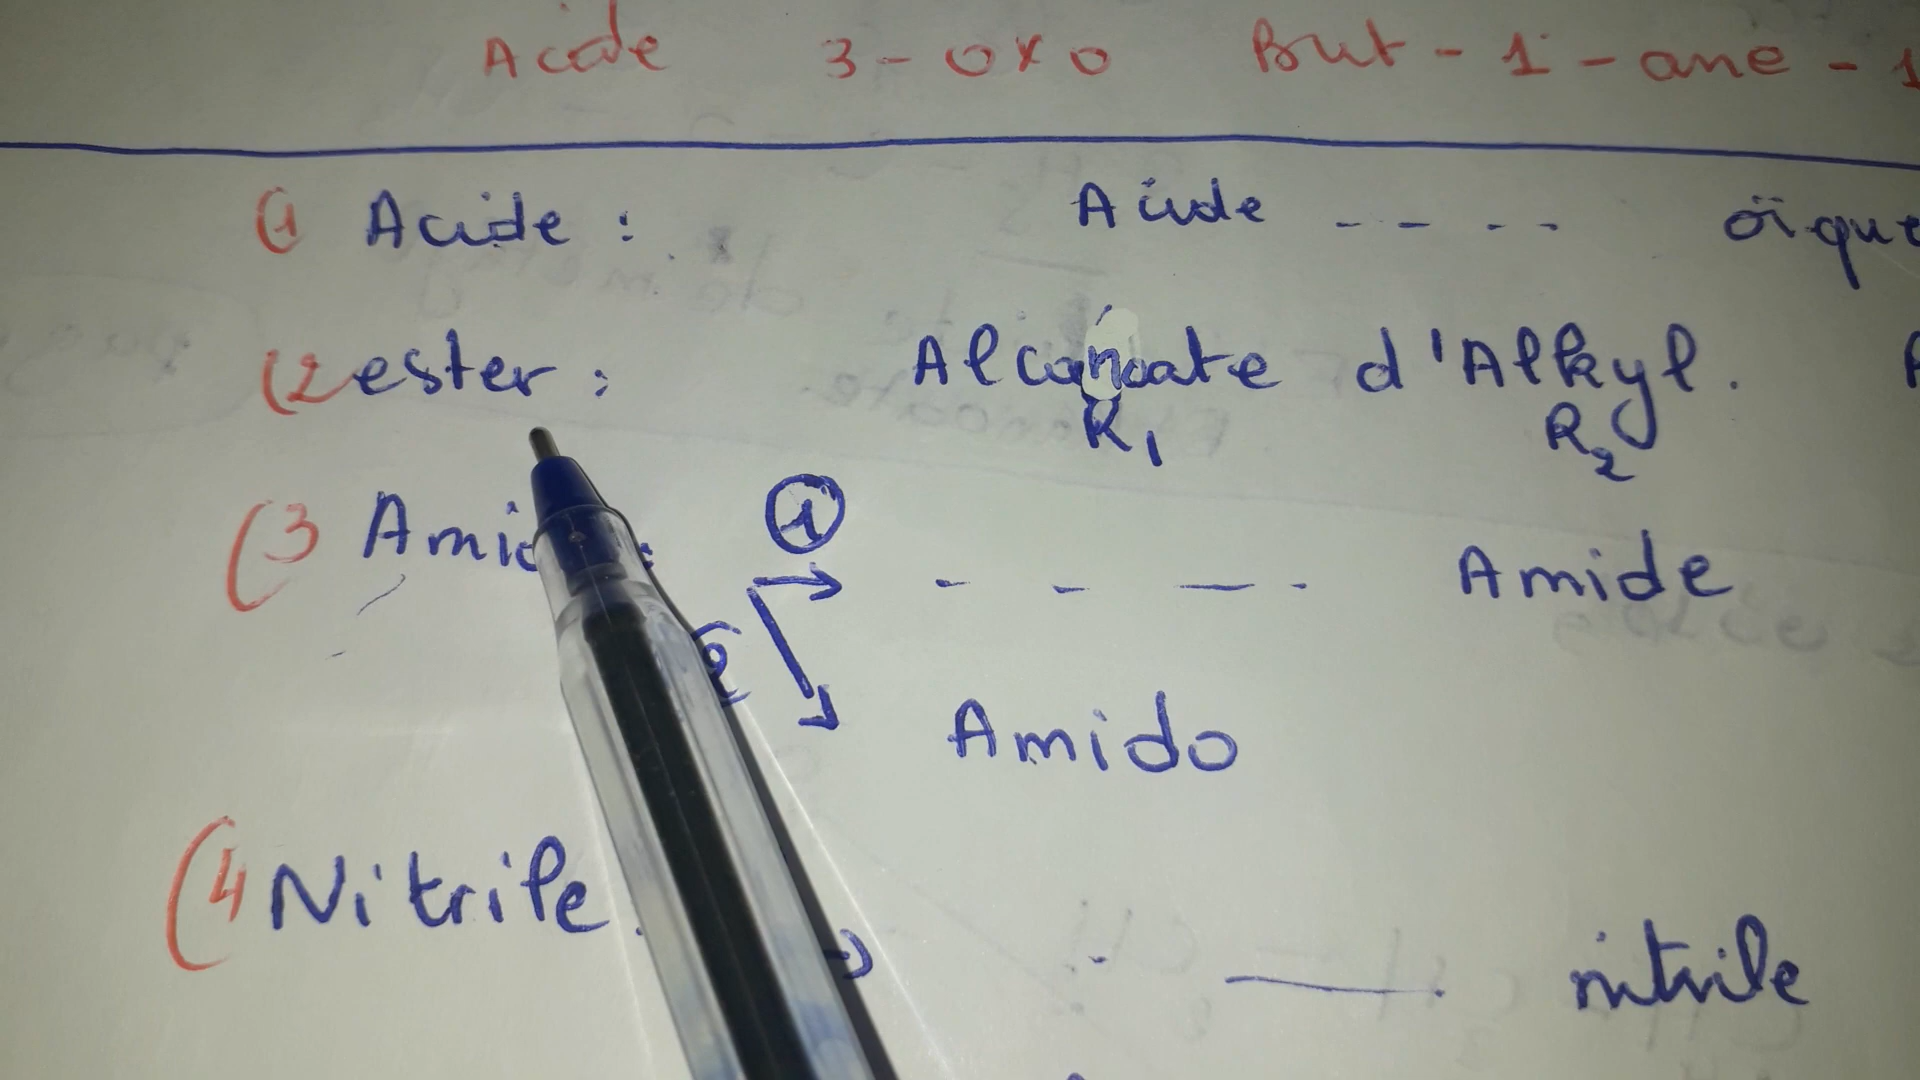 Acide 3-oxo But-1-ane-1
(1 Acide : Acide ---- oïque
(2 ester : Alcanoate d'Alkyl.
R1 R2
1
(3 : → - - - - Amide
2 Amido
(4 Nitrile → - — nitrile